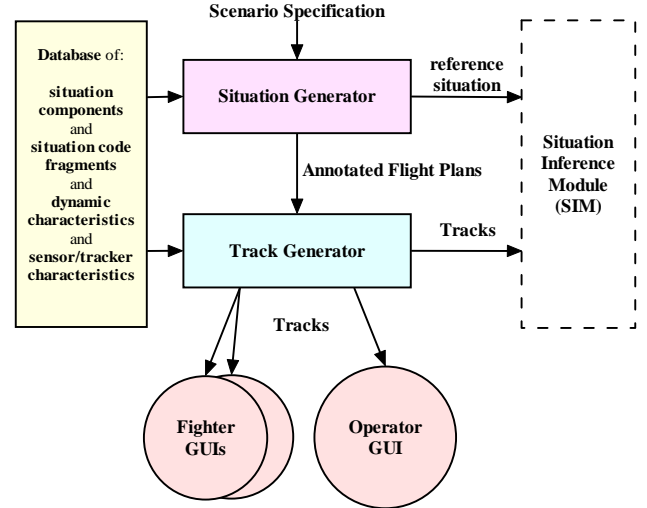 Scenario Specification
Database of:
situation
components
and
situation code
fragments
and
dynamic
characteristics
and
sensor/tracker
characteristics
Situation Generator
reference
situation
Situation
Inference
Module
(SIM)
Annotated Flight Plans
Track Generator
Tracks
Tracks
Fighter
GUIs
Operator
GUI